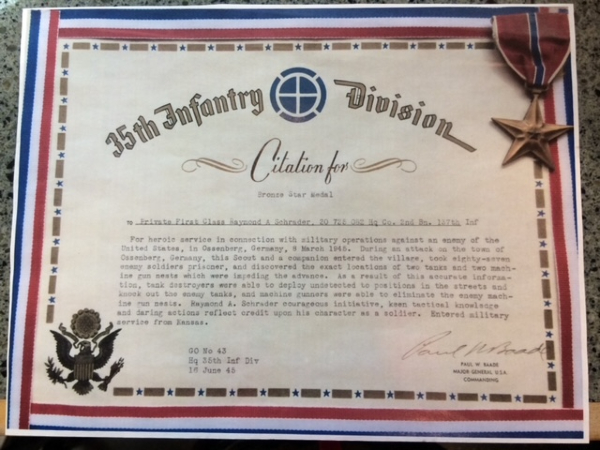 35th Infantry Division
Citation for
Bronze Star Medal
to Private First Class Raymond A Schrader, 20 722 Hq Co. 2nd Bn. 137th Inf
For heroic service in connection with military operations against an enemy of the
United States, in Ossenberg, Germany, 8 March 1945. During an attack on the town of
Ossenberg, Germany, this Scout and a companion entered the village, took eighty-seven
enemy soldiers prisoner, and discovered the exact locations of two tanks and two mach-
ine gun nests which were impeding the advance. As a result of this accurate informa-
tion, tank destroyers were able to deploy undetected to positions in the streets and
knock out the enemy tanks, and machine gunners were able to eliminate the enemy mach-
ine gun nests. Raymond A. Schrader courageous initiative, keen tactical knowledge
and daring actions reflect credit upon his character as a soldier. Entered military
service from Kansas.
GO No 43
Hq 35th Inf Div
16 June 45
Paul W Baade
PAUL W. BAADE
MAJOR GENERAL U.S.A.
COMMANDING